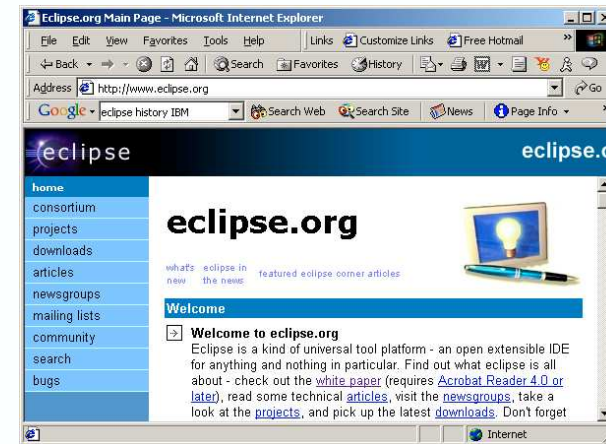 Eclipse.org Main Page - Microsoft Internet Explorer
File Edit View Favorites Tools Help Links Customize Links Free Hotmail »
Back Search Favorites History
Address http://www.eclipse.org Go
Google eclipse history IBM Search Web Search Site News Page Info
eclipse eclipse.o
home
consortium
projects
downloads
articles
newsgroups
mailing lists
community
search
bugs
eclipse.org
what's new eclipse in the news featured eclipse corner articles
Welcome
Welcome to eclipse.org
Eclipse is a kind of universal tool platform - an open extensible IDE
for anything and nothing in particular. Find out what eclipse is all
about - check out the white paper (requires Acrobat Reader 4.0 or
later), read some technical articles, visit the newsgroups, take a
look at the projects, and pick up the latest downloads. Don't forget
Internet